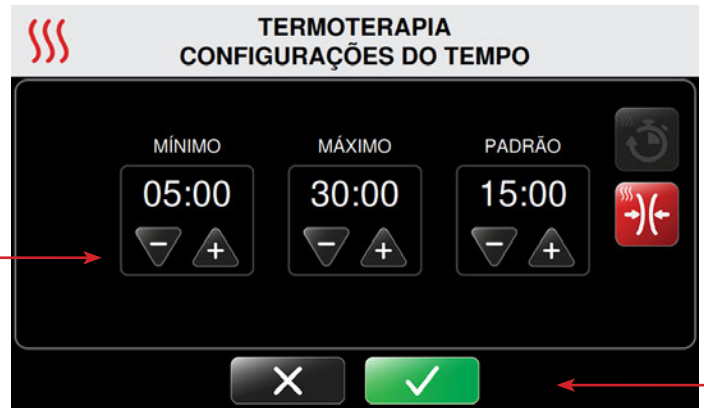 TERMOTERAPIA
CONFIGURAÇÕES DO TEMPO
MÍNIMO MÁXIMO PADRÃO
05:00 30:00 15:00
- + - + - +